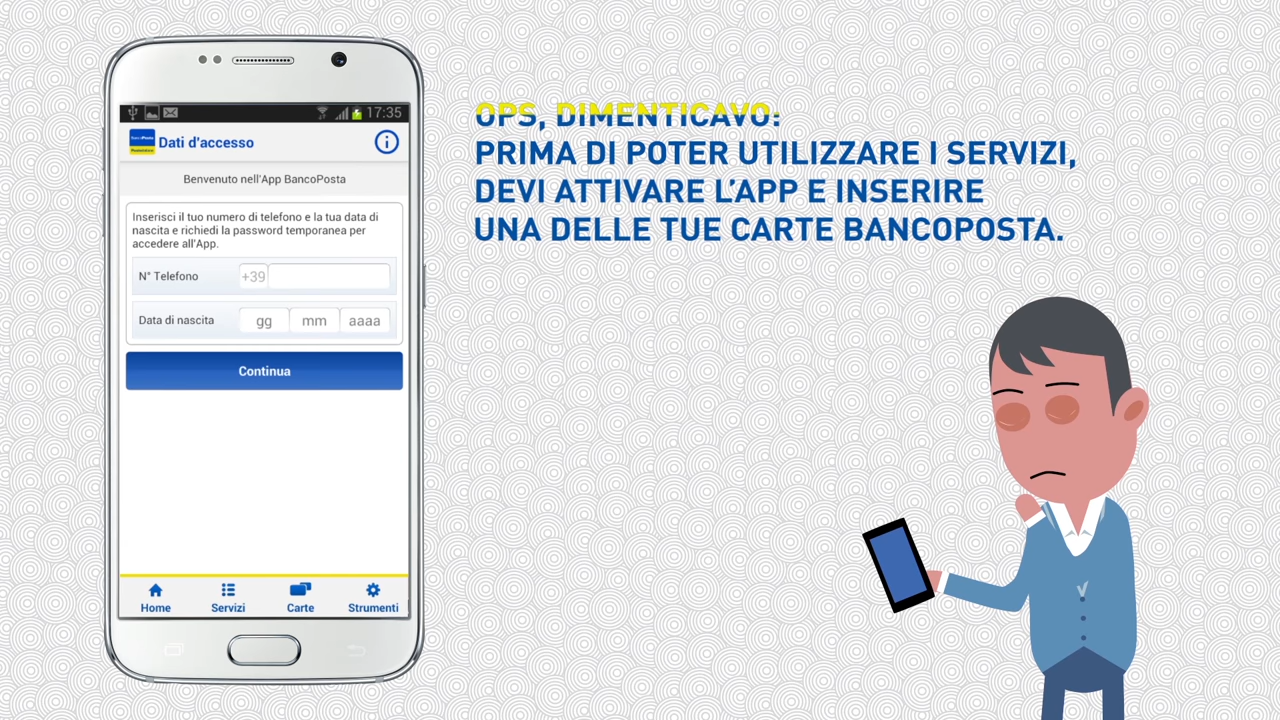 17:35
Dati d'accesso
Benvenuto nell'App BancoPosta
Inserisci il tuo numero di telefono e la tua data di
nascita e richiedi la password temporanea per
accedere all'App.
N° Telefono +39
Data di nascita gg mm aaaa
Continua
Home Servizi Carte Strumenti
OPS, DIMENTICAVO:
PRIMA DI POTER UTILIZZARE I SERVIZI,
DEVI ATTIVARE L'APP E INSERIRE
UNA DELLE TUE CARTE BANCOPOSTA.